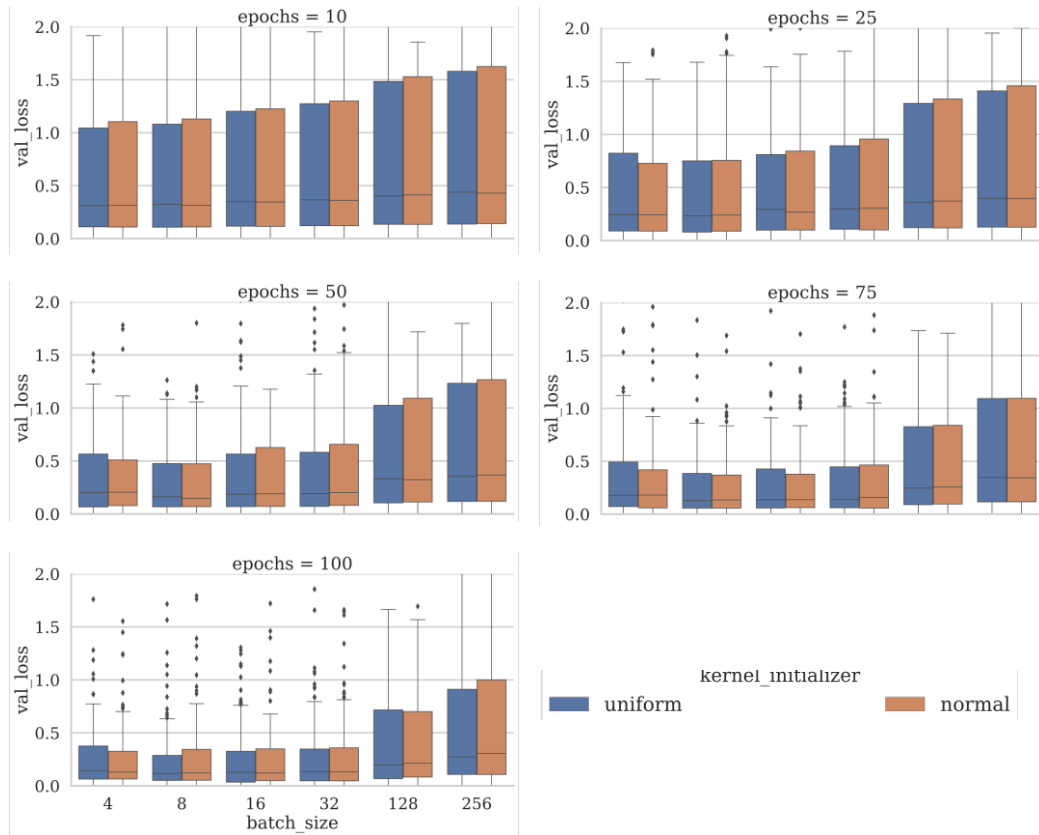 epochs = 10
2.0
1.5
1.0
0.5
0.0
val_loss
epochs = 25
2.0
1.5
1.0
0.5
0.0
val_loss
epochs = 50
2.0
1.5
1.0
0.5
0.0
val_loss
epochs = 75
2.0
1.5
1.0
0.5
0.0
val_loss
epochs = 100
2.0
1.5
1.0
0.5
0.0
val_loss
4 8 16 32 128 256
batch_size
kernel_initializer
uniform normal